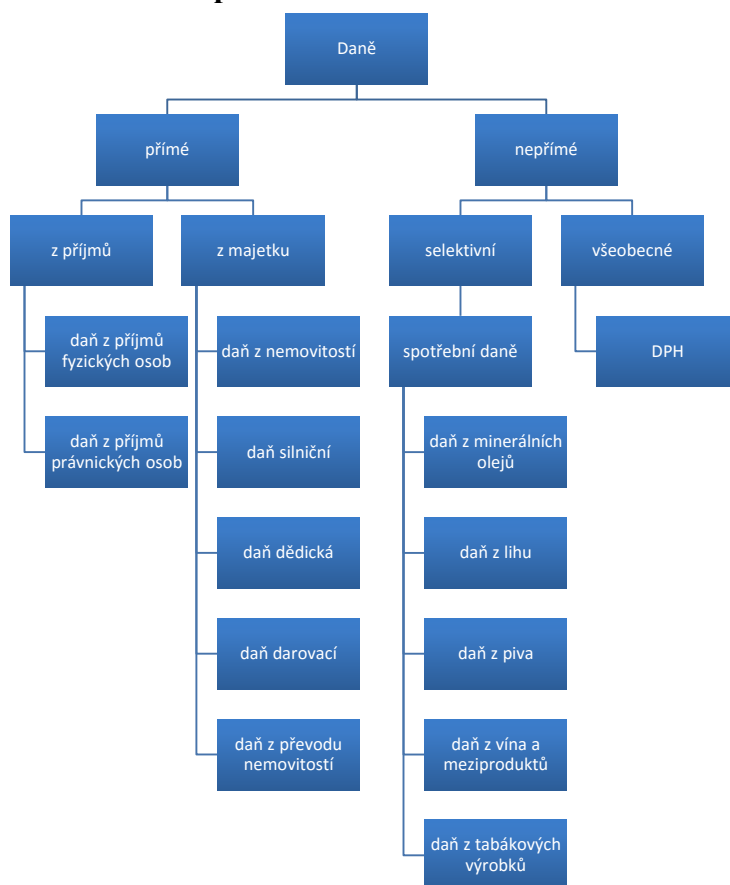 Daně
přímé
nepřímé
z příjmů
z majetku
selektivní
všeobecné
daň z příjmů
fyzických osob
daň z nemovitostí
spotřební daně
DPH
daň z příjmů
právnických osob
daň silniční
daň z minerálních
olejů
daň dědická
daň z lihu
daň darovací
daň z piva
daň z převodu
nemovitostí
daň z vína a
meziproduktů
daň z tabákových
výrobků